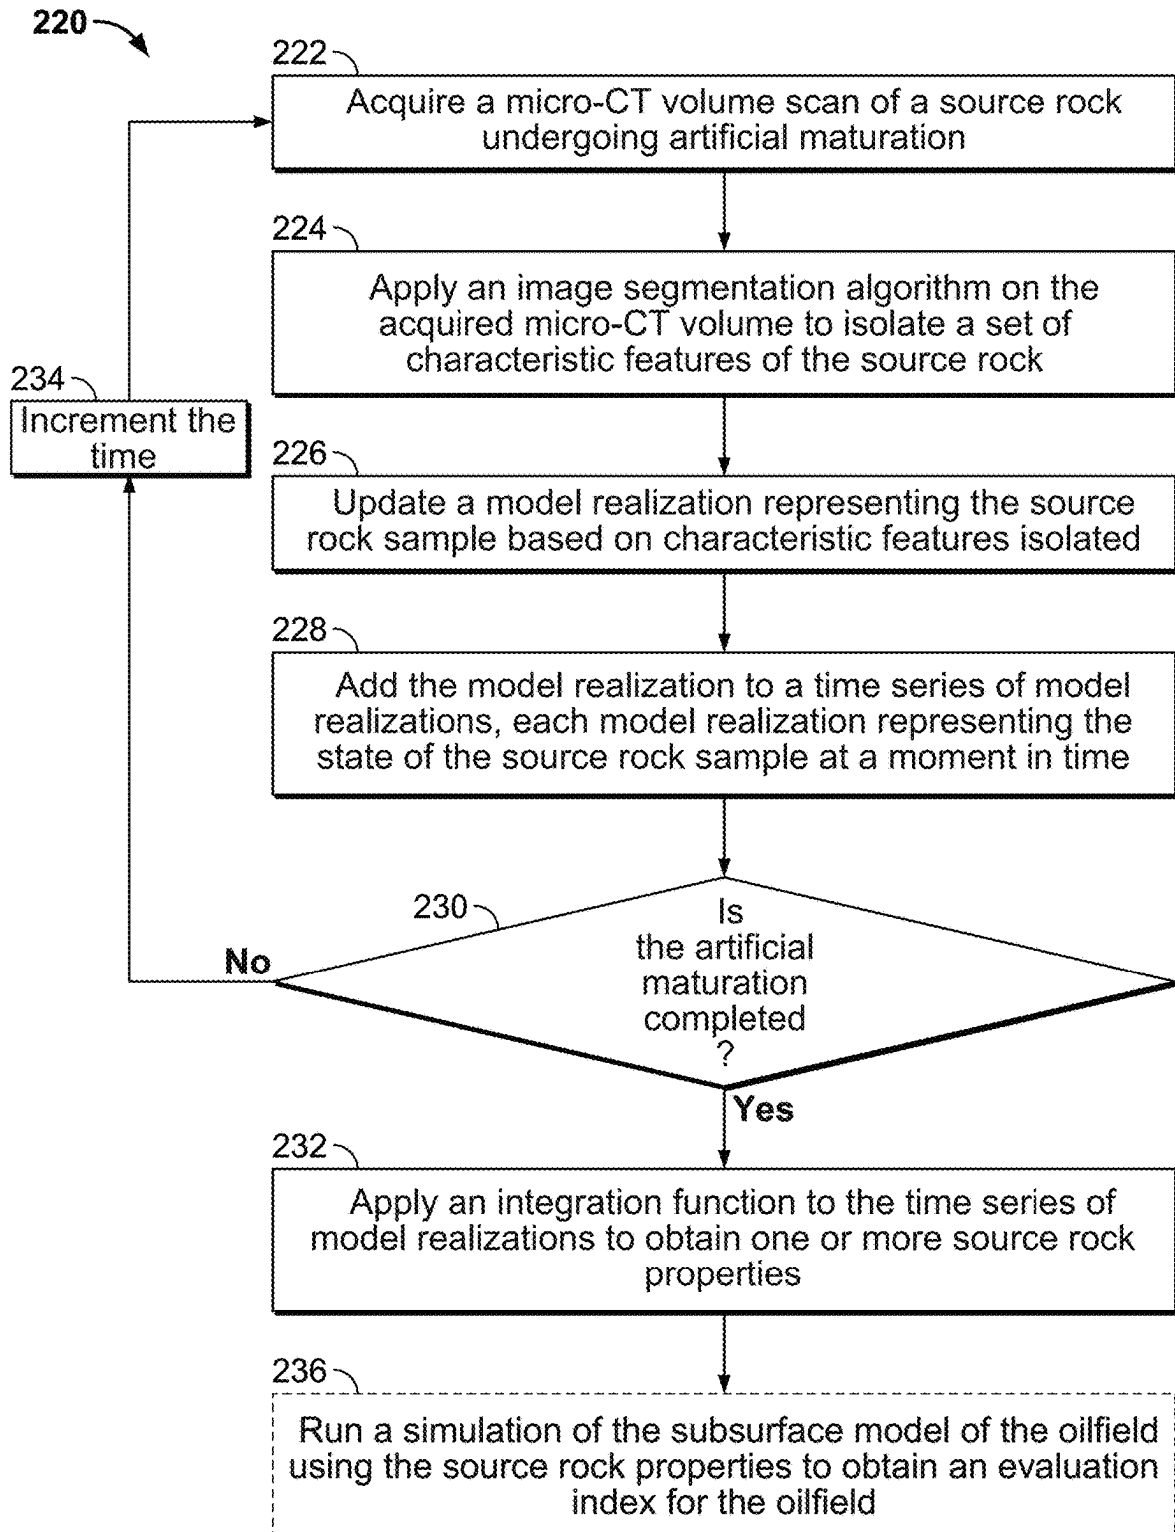 220
222
Acquire a micro-CT volume scan of a source rock
undergoing artificial maturation
224
Apply an image segmentation algorithm on the
acquired micro-CT volume to isolate a set of
characteristic features of the source rock
234
Increment the
time
226
Update a model realization representing the source
rock sample based on characteristic features isolated
228
Add the model realization to a time series of model
realizations, each model realization representing the
state of the source rock sample at a moment in time
230
Is
the artificial
maturation
completed
?
No
Yes
232
Apply an integration function to the time series of
model realizations to obtain one or more source rock
properties
236
Run a simulation of the subsurface model of the oilfield
using the source rock properties to obtain an evaluation
index for the oilfield